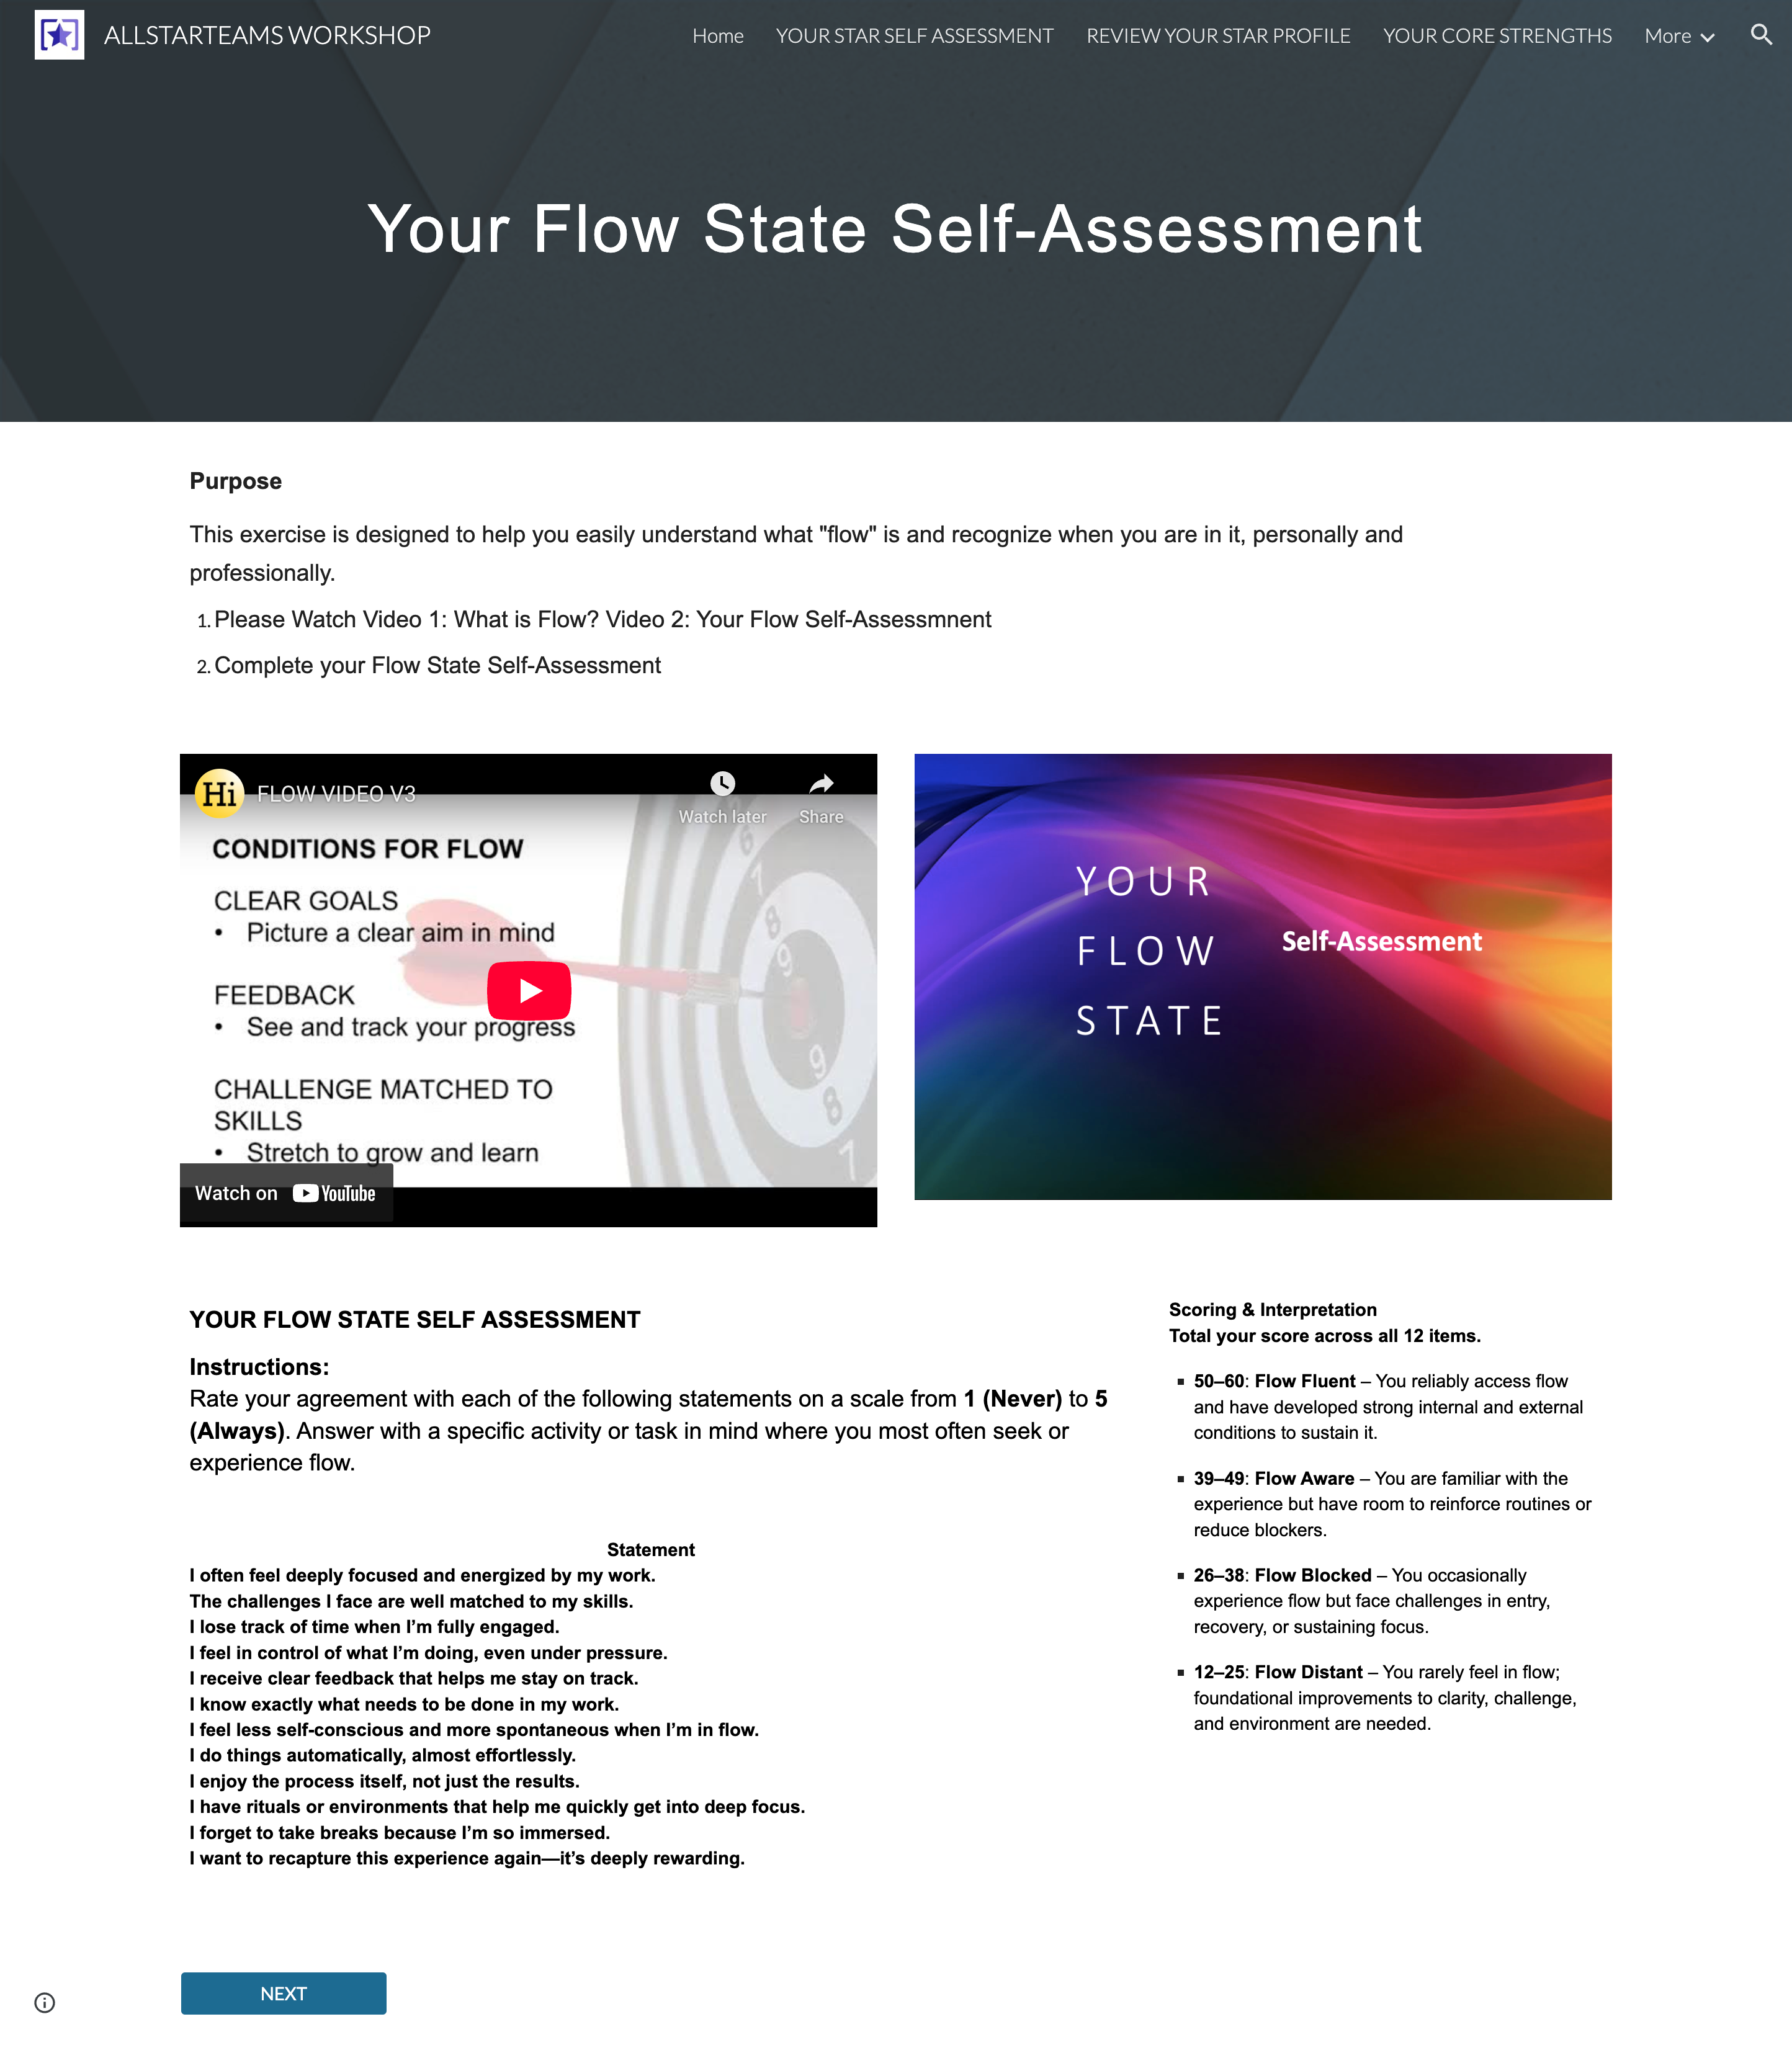 ALLSTARTEAMS WORKSHOP
Home
YOUR STAR SELF ASSESSMENT
REVIEW YOUR STAR PROFILE
YOUR CORE STRENGTHS
More
Your Flow State Self-Assessment
Purpose
This exercise is designed to help you easily understand what "flow" is and recognize when you are in it, personally and
professionally.
1. Please Watch Video 1: What is Flow? Video 2: Your Flow Self-Assessmnent
2. Complete your Flow State Self-Assessment
Hi
FLOW VIDEO V3
Watch later
Share
CONDITIONS FOR FLOW
CLEAR GOALS
• Picture a clear aim in mind
FEEDBACK
• See and track your progress
CHALLENGE MATCHED TO
SKILLS
• Stretch to grow and learn
6
7
8
9
9
8
7
Watch on YouTube
YOUR
FLOW
STATE
Self-Assessment
YOUR FLOW STATE SELF ASSESSMENT
Instructions:
Rate your agreement with each of the following statements on a scale from 1 (Never) to 5
(Always). Answer with a specific activity or task in mind where you most often seek or
experience flow.
Statement
I often feel deeply focused and energized by my work.
The challenges I face are well matched to my skills.
I lose track of time when I’m fully engaged.
I feel in control of what I’m doing, even under pressure.
I receive clear feedback that helps me stay on track.
I know exactly what needs to be done in my work.
I feel less self-conscious and more spontaneous when I’m in flow.
I do things automatically, almost effortlessly.
I enjoy the process itself, not just the results.
I have rituals or environments that help me quickly get into deep focus.
I forget to take breaks because I’m so immersed.
I want to recapture this experience again—it’s deeply rewarding.
Scoring & Interpretation
Total your score across all 12 items.
▪ 50–60: Flow Fluent – You reliably access flow
and have developed strong internal and external
conditions to sustain it.
▪ 39–49: Flow Aware – You are familiar with the
experience but have room to reinforce routines or
reduce blockers.
▪ 26–38: Flow Blocked – You occasionally
experience flow but face challenges in entry,
recovery, or sustaining focus.
▪ 12–25: Flow Distant – You rarely feel in flow;
foundational improvements to clarity, challenge,
and environment are needed.
NEXT